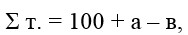 Σ т. = 100 + а – в,